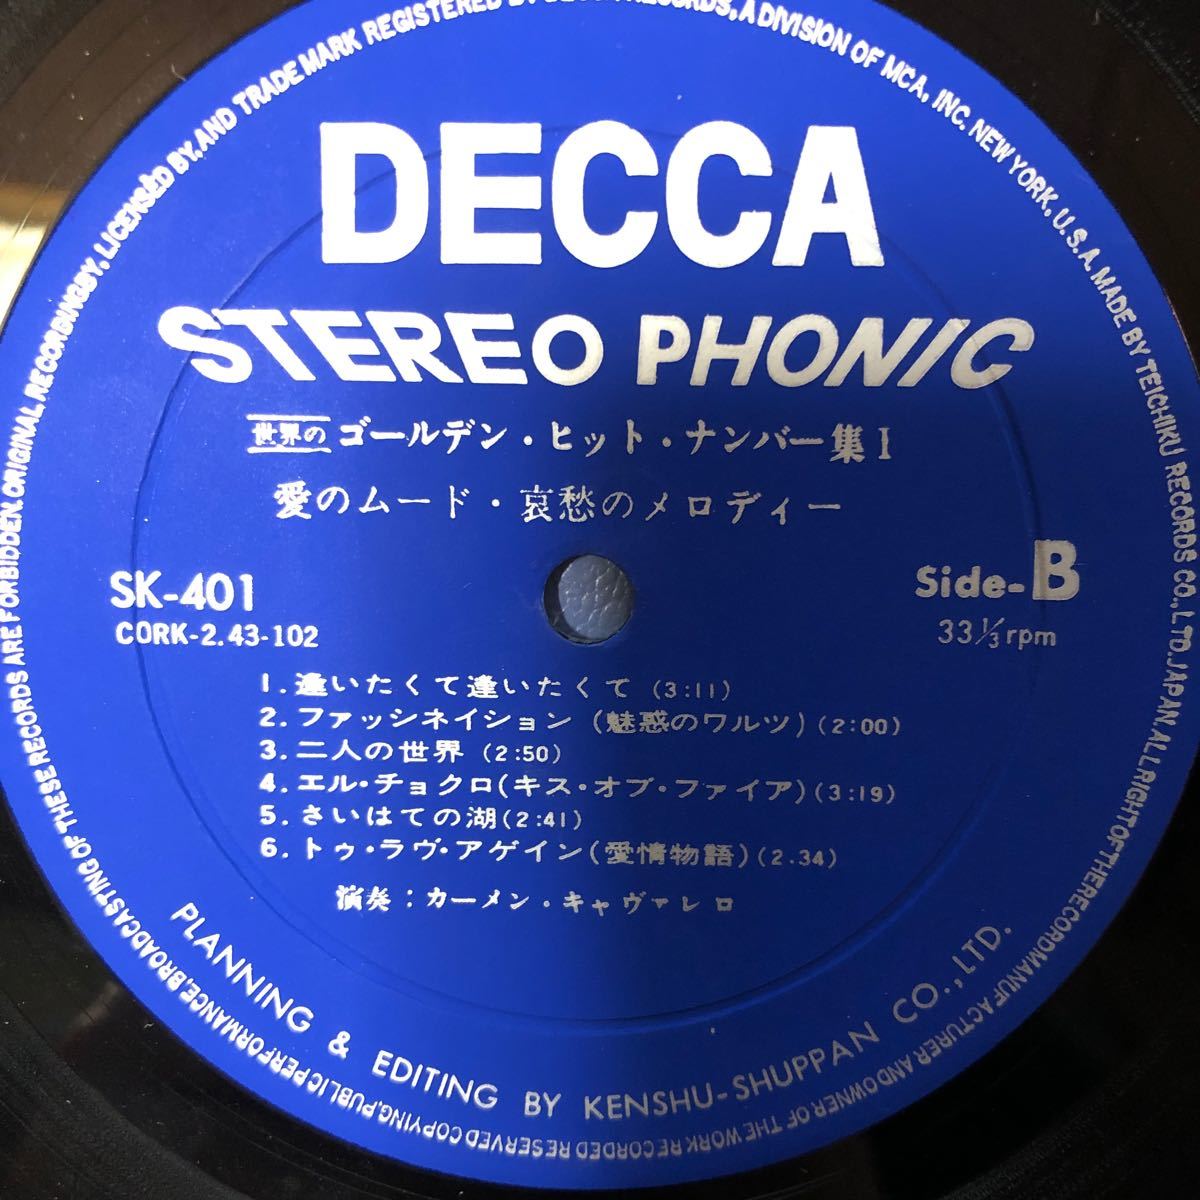 DECCA
STEREO PHONIC
世界の ゴールデン・ヒット・ナンバー集 I
愛のムード・哀愁のメロディー
SK-401
CORK-2.43-102
Side-B
33 1/3 rpm
1.逢いたくて逢いたくて (3:11)
2. ファッシネイション (魅惑のワルツ) (2:00)
3. 二人の世界 (2:50)
4. エル・チョクロ(キス・オブ・ファイア) (3:19)
5. さいはての湖(2:41)
6. トゥ・ラヴ・アゲイン(愛情物語)(2.34)
演奏：カーメン・キャヴァレロ
PLANNING & EDITING BY KENSHU-SHUPPAN CO., LTD.
COPYING, PUBLIC PERFORMANCE, BROADCASTING OF THESE RECORDS ARE FORBIDDEN. ORIGINAL RECORDINGBY, LICENSED BY, AND TRADE MARK REGISTERED BY DECCA RECORDS, A DIVISION OF MCA, INC. NEW YORK, U.S.A. MADE BY TEICHIKU RECORDS CO., LTD. JAPAN. ALL RIGHT OF THE RECORD MANUFACTURER AND OWNER OF THE WORK RECORDED RESERVED